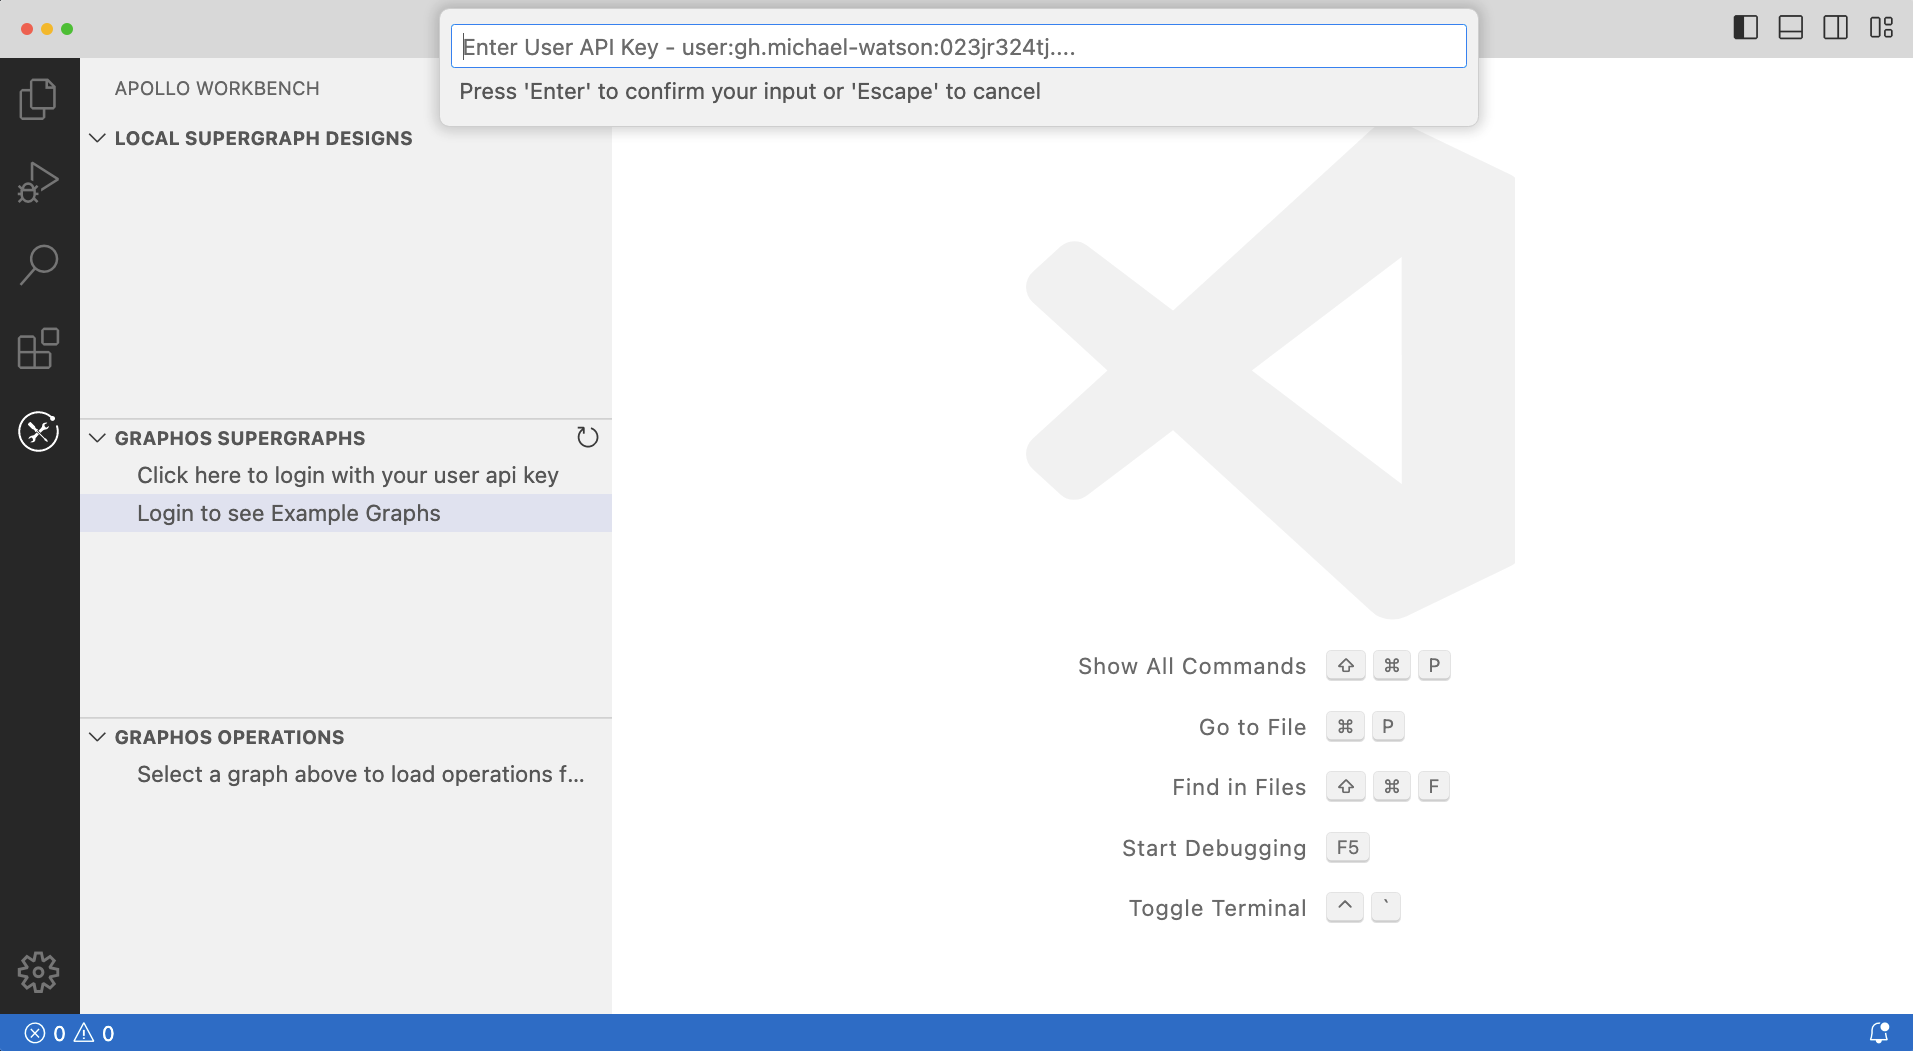 Enter User API Key - user:gh.michael-watson:023jr324tj....
Press 'Enter' to confirm your input or 'Escape' to cancel
APOLLO WORKBENCH
LOCAL SUPERGRAPH DESIGNS
GRAPHOS SUPERGRAPHS
Click here to login with your user api key
Login to see Example Graphs
GRAPHOS OPERATIONS
Select a graph above to load operations f...
Show All Commands ⇧ ⌘ P
Go to File ⌘ P
Find in Files ⇧ ⌘ F
Start Debugging F5
Toggle Terminal ^ `
0 0